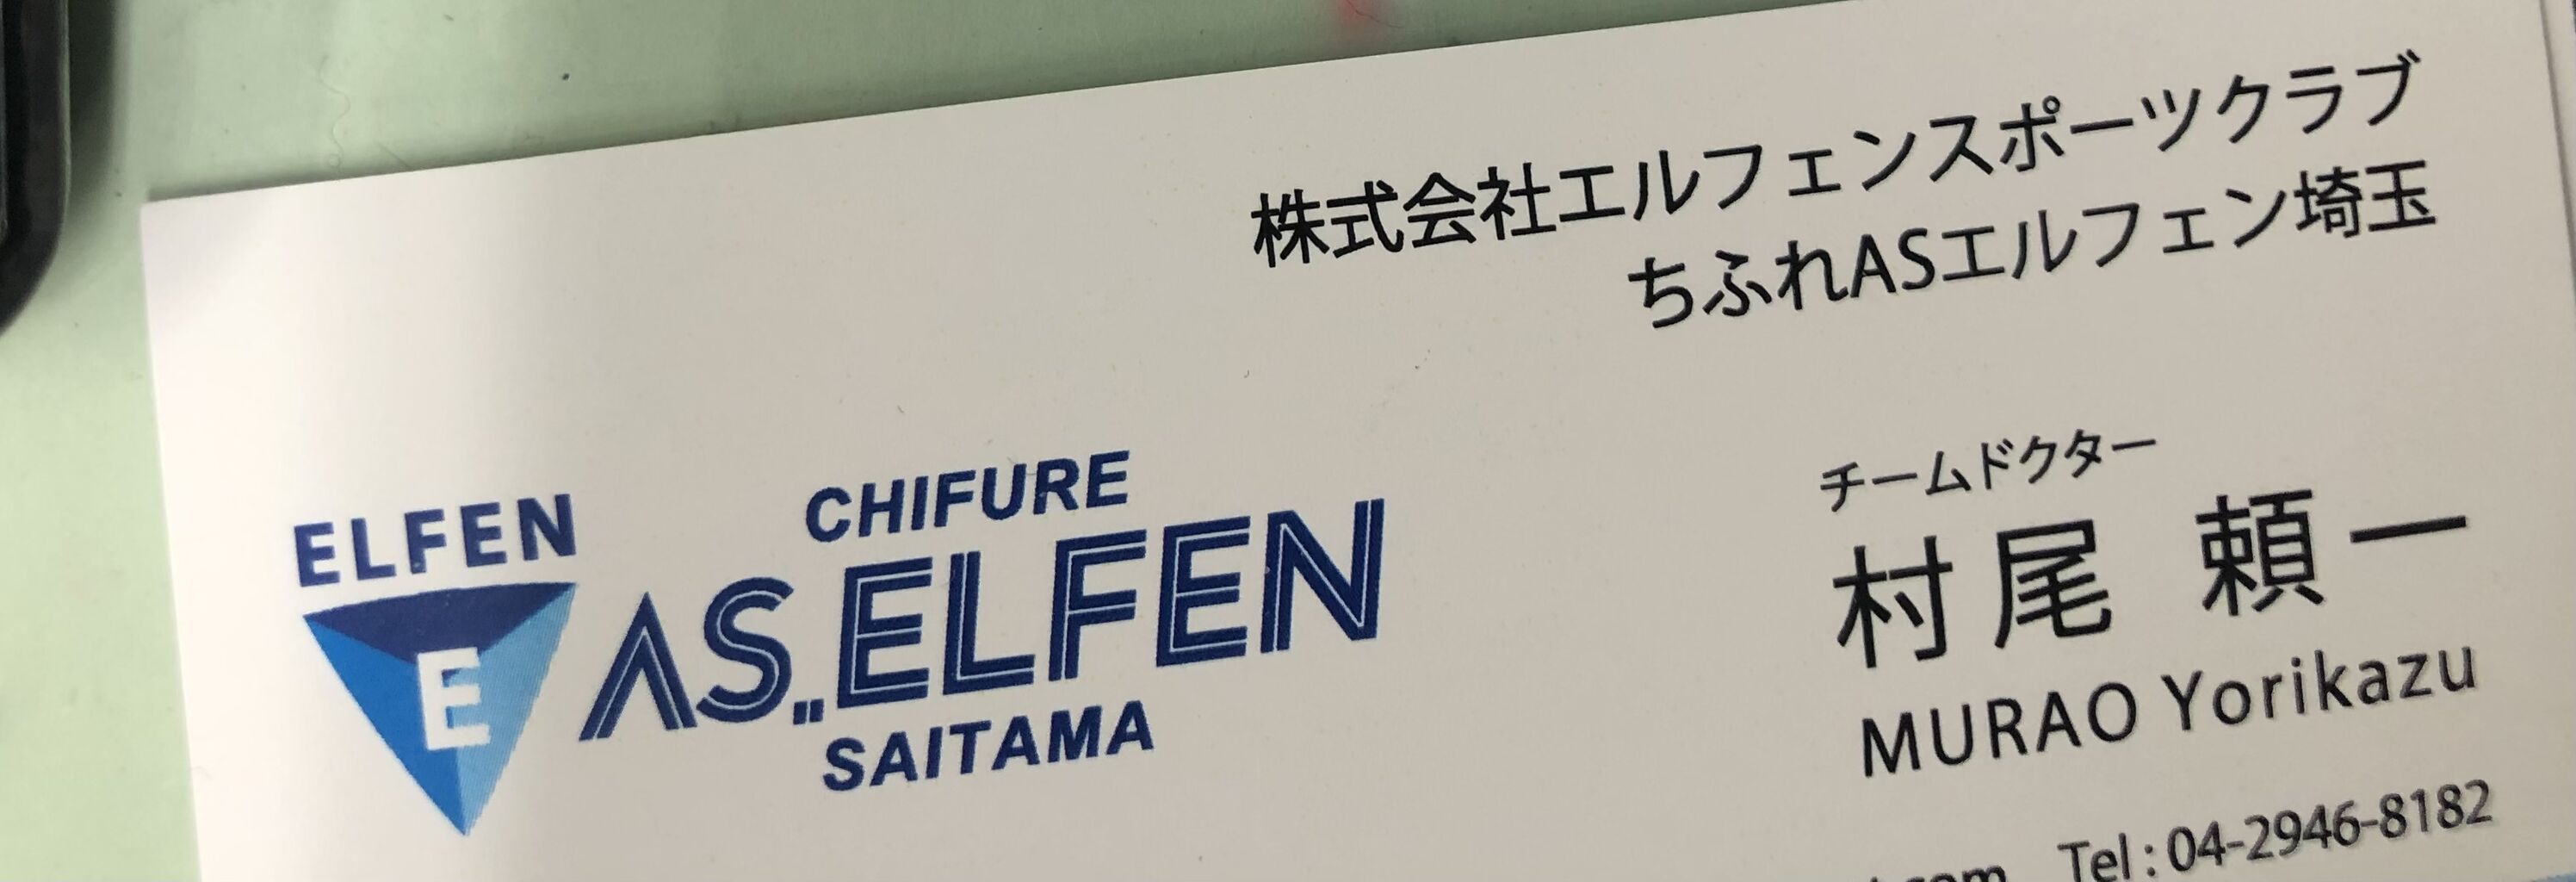 株式会社エルフェンスポーツクラブ
ちふれASエルフェン埼玉
チームドクター
村尾 頼一
MURAO Yorikazu
ELFEN
E
CHIFURE
AS.ELFEN
SAITAMA
Tel : 04-2946-8182